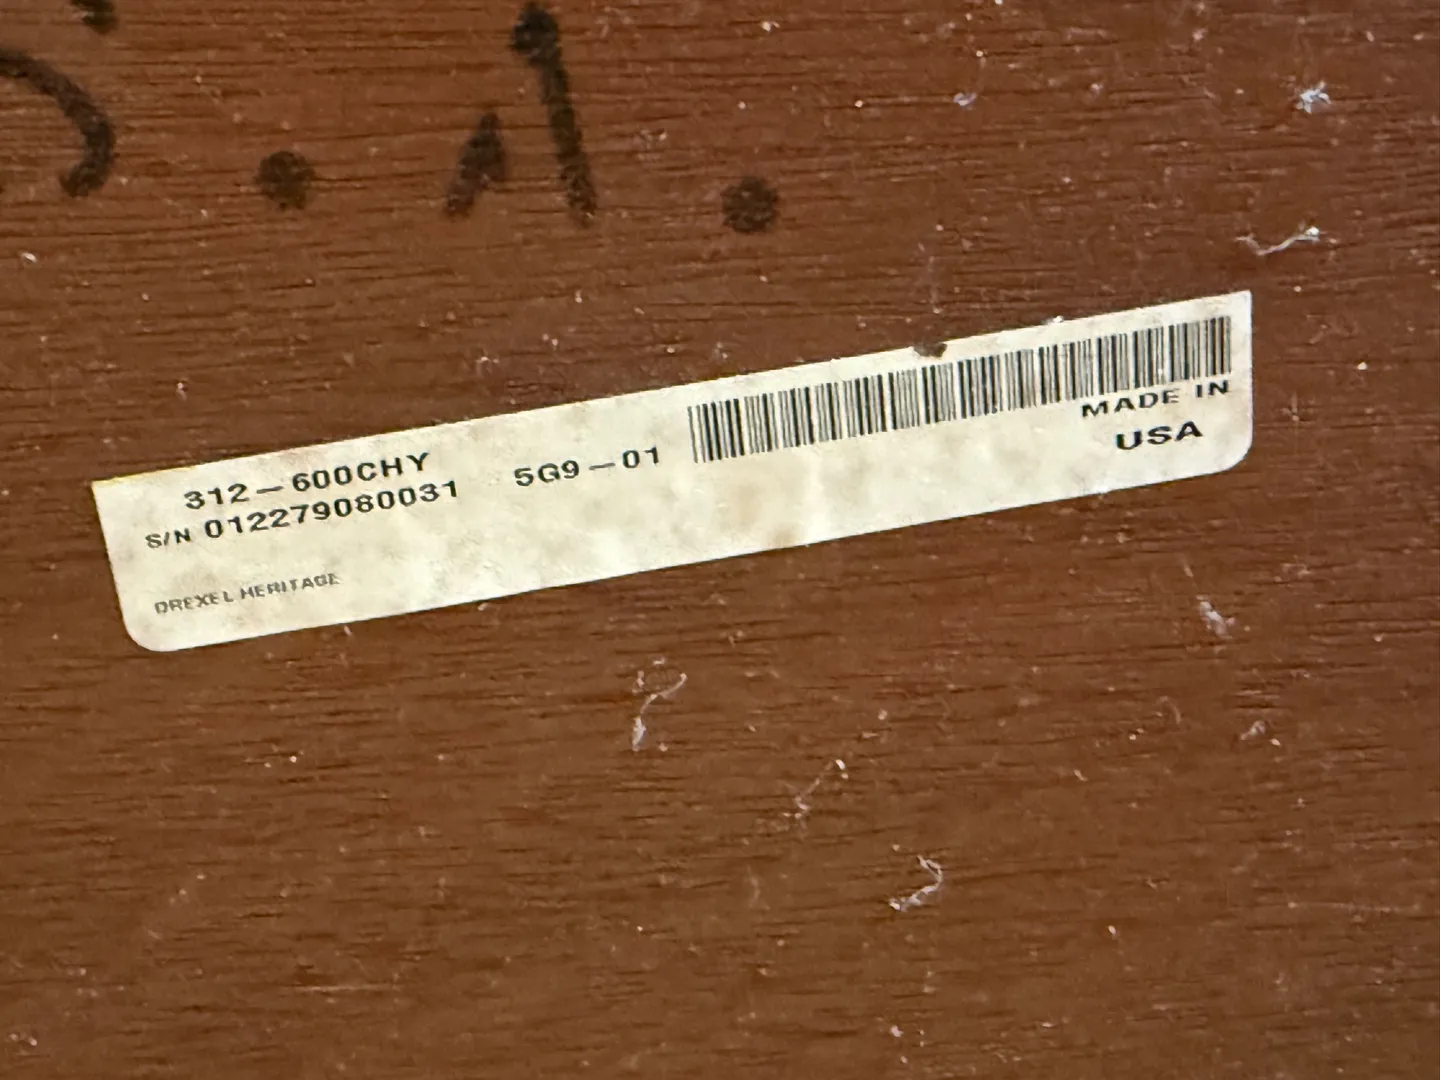 S.A.
312-600CHY 5G9-01
S/N 012279080031
MADE IN
USA
DREXEL HERITAGE